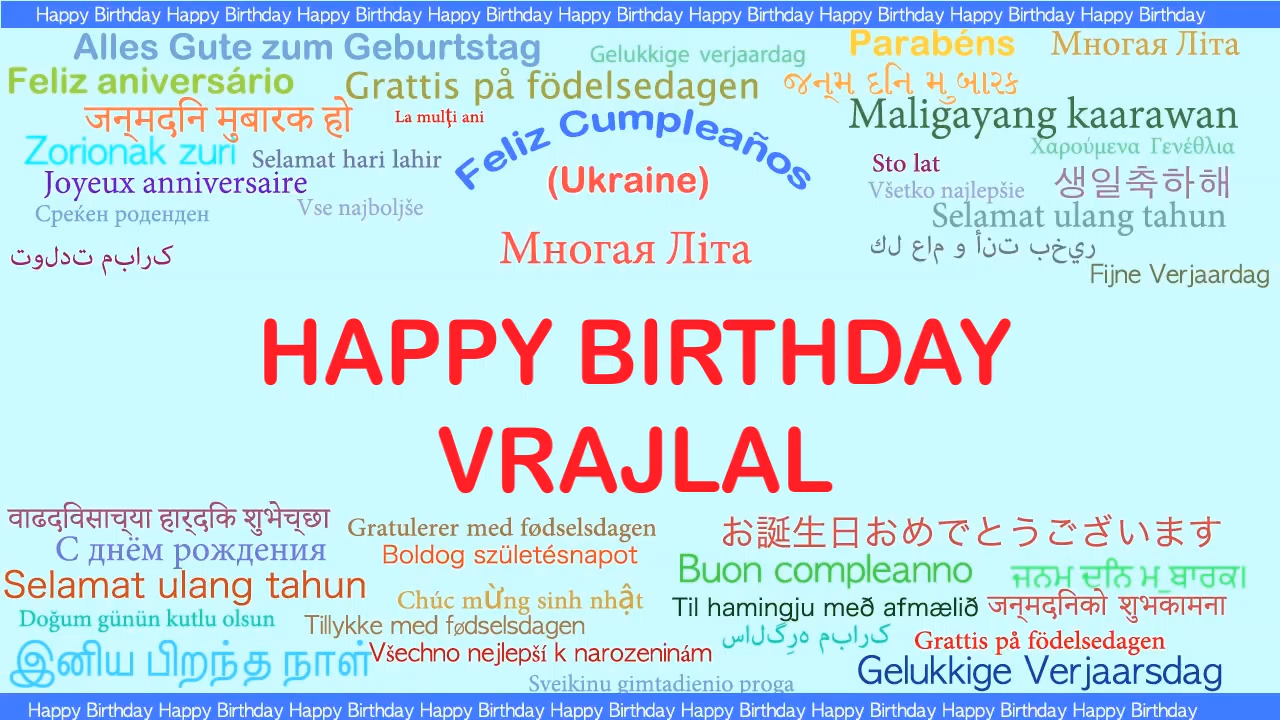 Happy Birthday Happy Birthday Happy Birthday Happy Birthday Happy Birthday Happy Birthday Happy Birthday Happy Birthday Happy Birthday
Alles Gute zum Geburtstag
Gelukkige verjaardag
Parabéns
Многая Літа
Feliz aniversário
Grattis på födelsedagen
જન્મ દિન મુબારક
जन्मदिन मुबारक हो
La mulţi ani
Feliz Cumpleaños
Maligayang kaarawan
Zorionak zuri
Selamat hari lahir
(Ukraine)
Sto lat
Χαρούμενα Γενέθλια
Joyeux anniversaire
Všetko najlepšie
생일축하해
Среќен роденден
Vse najboljše
Selamat ulang tahun
تولدت مبارک
Многая Літа
كل عام و أنت بخير
Fijne Verjaardag
HAPPY BIRTHDAY
VRAJLAL
वाढदिवसाच्या हार्दिक शुभेच्छा
Gratulerer med fødselsdagen
お誕生日おめでとうございます
С днём рождения
Boldog születésnapot
Selamat ulang tahun
Buon compleanno
ਜਨਮ ਦਿਨ ਮੁਬਾਰਕ।
Chúc mừng sinh nhật
Til hamingju með afmælið
जन्मदिनको शुभकामना
Doğum günün kutlu olsun
Tillykke med fødselsdagen
سالگرہ مبارک
Grattis på födelsedagen
இனிய பிறந்த நாள்
Všechno nejlepší k narozeninám
Gelukkige Verjaarsdag
Sveikinu gimtadienio proga
Happy Birthday Happy Birthday Happy Birthday Happy Birthday Happy Birthday Happy Birthday Happy Birthday Happy Birthday Happy Birthday